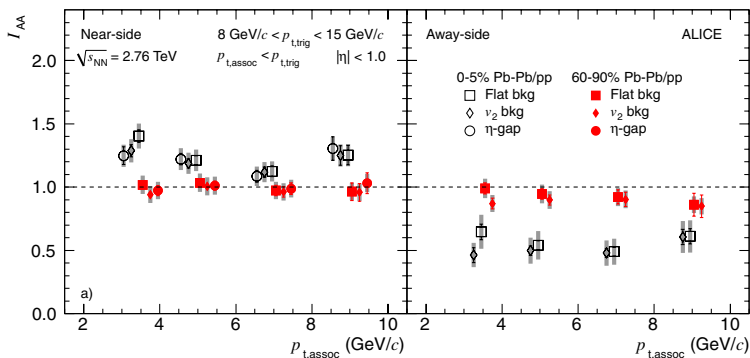 I_AA
2.0
1.5
1.0
0.5
0.0
Near-side
8 GeV/c < p_t,trig < 15 GeV/c
√s_NN = 2.76 TeV
p_t,assoc < p_t,trig
|η| < 1.0
a)
2 4 6 8 10
p_t,assoc (GeV/c)
Away-side
ALICE
0-5% Pb-Pb/pp
60-90% Pb-Pb/pp
Flat bkg
Flat bkg
v_2 bkg
v_2 bkg
η-gap
η-gap
2 4 6 8 10
p_t,assoc (GeV/c)